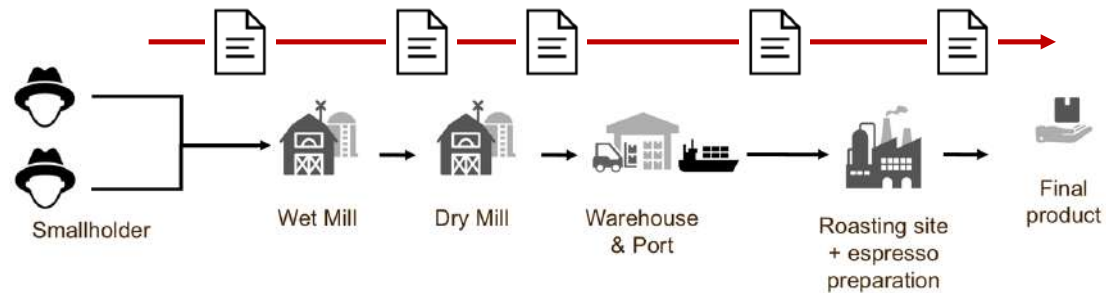 Smallholder
Wet Mill
Dry Mill
Warehouse
& Port
Roasting site
+ espresso
preparation
Final
product